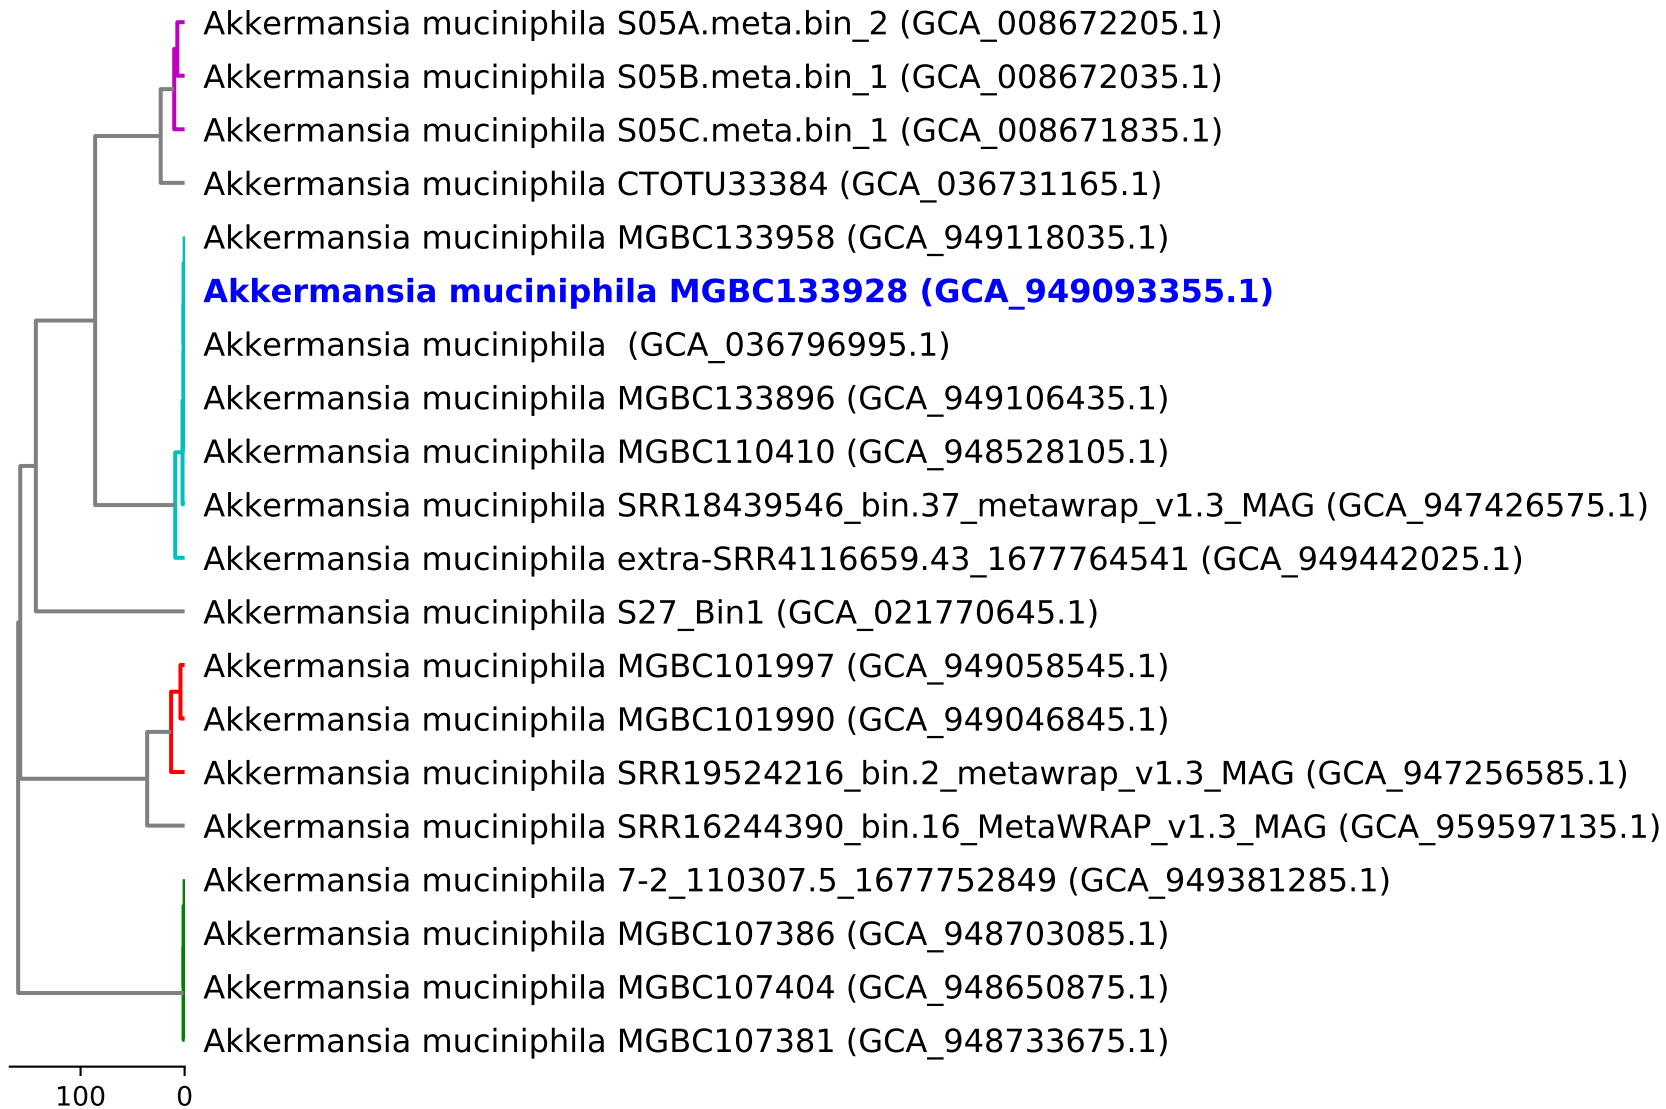 Akkermansia muciniphila S05A.meta.bin_2 (GCA_008672205.1)
Akkermansia muciniphila S05B.meta.bin_1 (GCA_008672035.1)
Akkermansia muciniphila S05C.meta.bin_1 (GCA_008671835.1)
Akkermansia muciniphila CTOTU33384 (GCA_036731165.1)
Akkermansia muciniphila MGBC133958 (GCA_949118035.1)
Akkermansia muciniphila MGBC133928 (GCA_949093355.1)
Akkermansia muciniphila  (GCA_036796995.1)
Akkermansia muciniphila MGBC133896 (GCA_949106435.1)
Akkermansia muciniphila MGBC110410 (GCA_948528105.1)
Akkermansia muciniphila SRR18439546_bin.37_metawrap_v1.3_MAG (GCA_947426575.1)
Akkermansia muciniphila extra-SRR4116659.43_1677764541 (GCA_949442025.1)
Akkermansia muciniphila S27_Bin1 (GCA_021770645.1)
Akkermansia muciniphila MGBC101997 (GCA_949058545.1)
Akkermansia muciniphila MGBC101990 (GCA_949046845.1)
Akkermansia muciniphila SRR19524216_bin.2_metawrap_v1.3_MAG (GCA_947256585.1)
Akkermansia muciniphila SRR16244390_bin.16_MetaWRAP_v1.3_MAG (GCA_959597135.1)
Akkermansia muciniphila 7-2_110307.5_1677752849 (GCA_949381285.1)
Akkermansia muciniphila MGBC107386 (GCA_948703085.1)
Akkermansia muciniphila MGBC107404 (GCA_948650875.1)
Akkermansia muciniphila MGBC107381 (GCA_948733675.1)
100 0